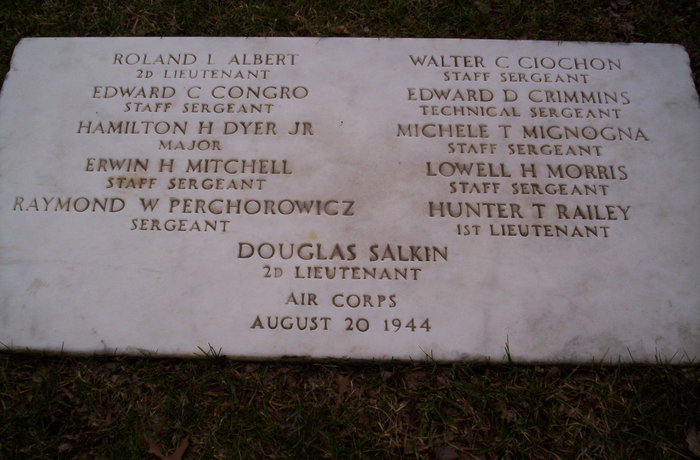 ROLAND L ALBERT
2D LIEUTENANT
EDWARD C CONGRO
STAFF SERGEANT
HAMILTON H DYER JR
MAJOR
ERWIN H MITCHELL
STAFF SERGEANT
RAYMOND W PERCHOROWICZ
SERGEANT
WALTER C CIOCHON
STAFF SERGEANT
EDWARD D CRIMMINS
TECHNICAL SERGEANT
MICHELE T MIGNOGNA
STAFF SERGEANT
LOWELL H MORRIS
STAFF SERGEANT
HUNTER T RAILEY
1ST LIEUTENANT
DOUGLAS SALKIN
2D LIEUTENANT
AIR CORPS
AUGUST 20 1944